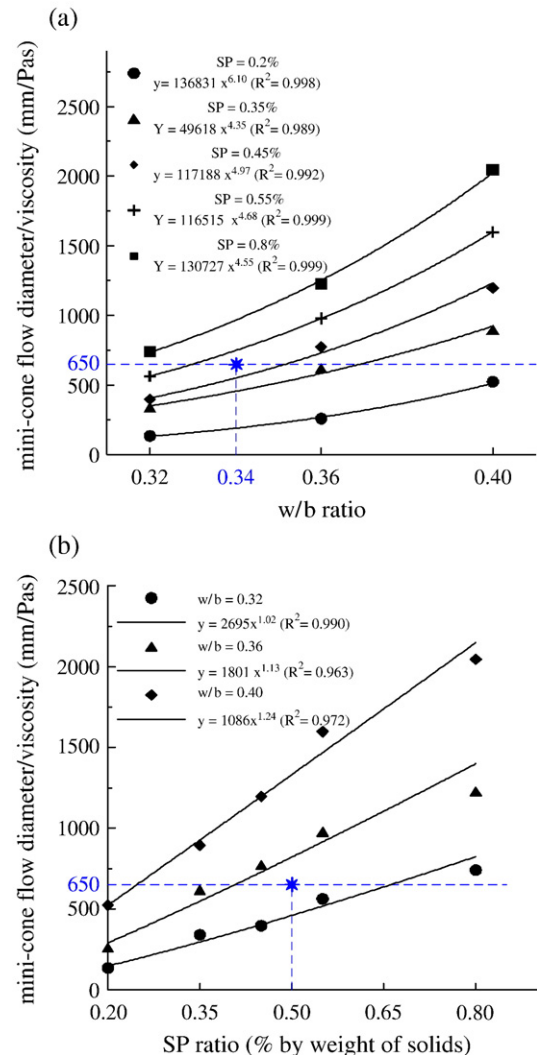 (a)
mini-cone flow diameter/viscosity (mm/Pas)
2500
2000
1500
1000
650
500
0
SP = 0.2%
y= 136831 x^6.10 (R^2= 0.998)
SP = 0.35%
Y = 49618 x^4.35 (R^2= 0.989)
SP = 0.45%
y = 117188 x^4.97 (R^2= 0.992)
SP = 0.55%
Y = 116515 x^4.68 (R^2= 0.999)
SP = 0.8%
Y = 130727 x^4.55 (R^2= 0.999)
0.32 0.34 0.36 0.40
w/b ratio
(b)
mini-cone flow diameter/viscosity (mm/Pas)
2500
2000
1500
1000
650
500
0
w/b = 0.32
y = 2695x^1.02 (R^2= 0.990)
w/b = 0.36
y = 1801 x^1.13 (R^2= 0.963)
w/b = 0.40
y = 1086x^1.24 (R^2= 0.972)
0.20 0.35 0.50 0.65 0.80
SP ratio (% by weight of solids)